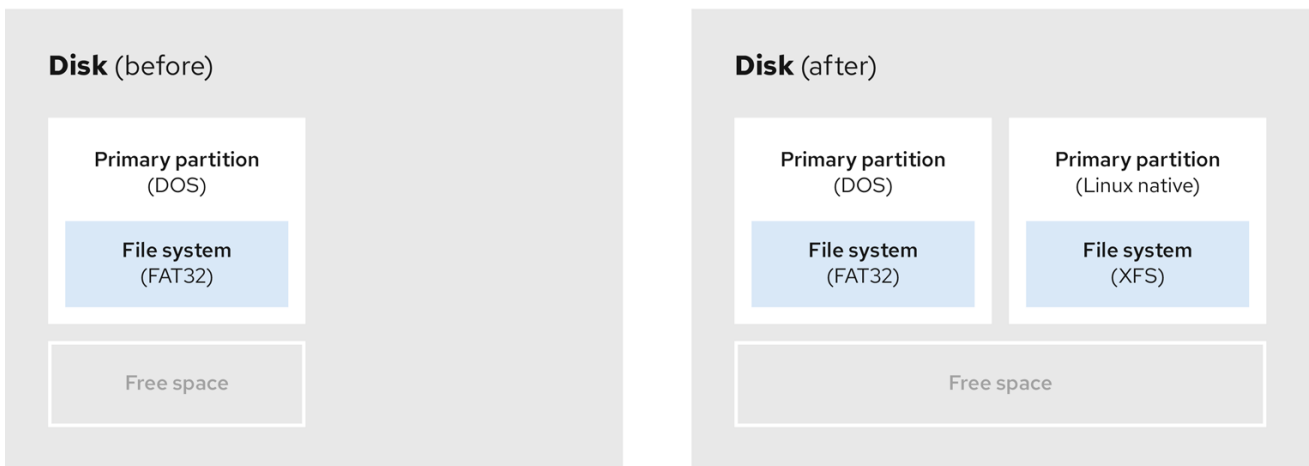 Disk (before)
Primary partition
(DOS)
File system
(FAT32)
Free space
Disk (after)
Primary partition
(DOS)
File system
(FAT32)
Primary partition
(Linux native)
File system
(XFS)
Free space